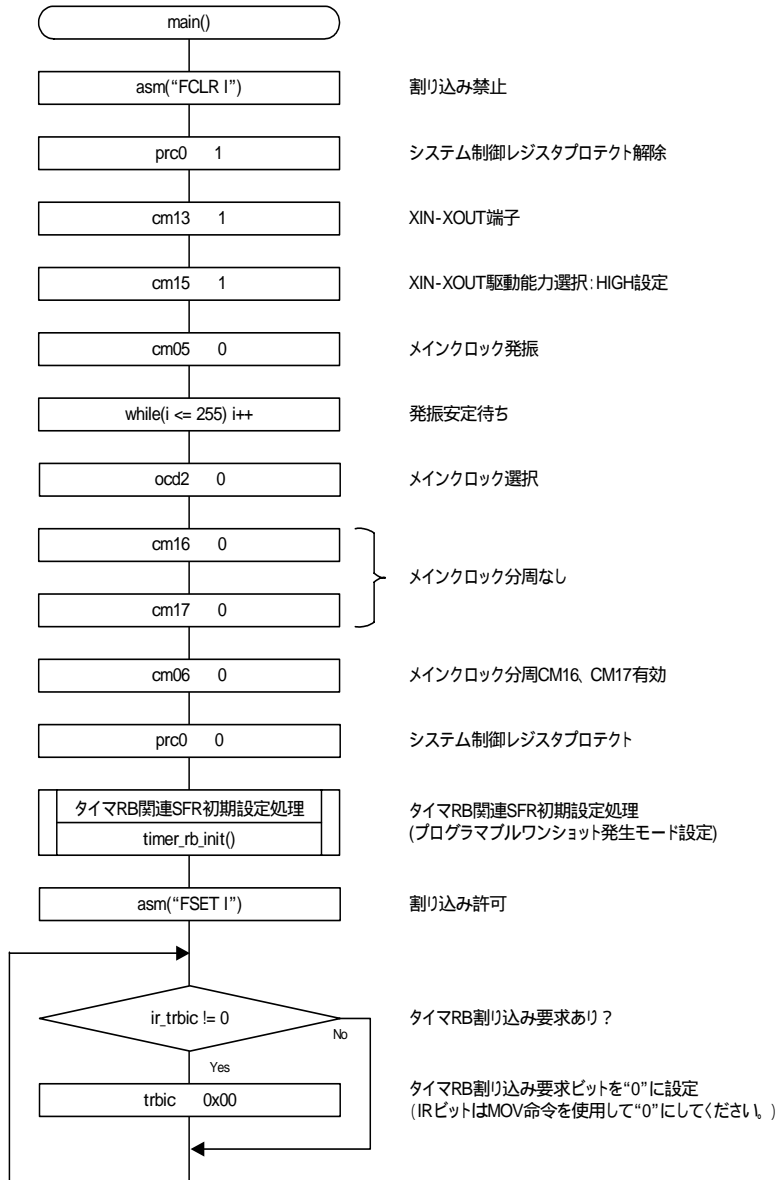 main()
asm("FCLR I") 割り込み禁止
prc0 1 システム制御レジスタプロテクト解除
cm13 1 XIN-XOUT端子
cm15 1 XIN-XOUT駆動能力選択:HIGH設定
cm05 0 メインクロック発振
while(i <= 255) i++ 発振安定待ち
ocd2 0 メインクロック選択
cm16 0
メインクロック分周なし
cm17 0
cm06 0 メインクロック分周CM16、CM17有効
prc0 0 システム制御レジスタプロテクト
タイマRB関連SFR初期設定処理
timer_rb_init()
タイマRB関連SFR初期設定処理
(プログラマブルワンショット発生モード設定)
asm("FSET I") 割り込み許可
ir_trbic != 0 タイマRB割り込み要求あり?
No
Yes
trbic 0x00
タイマRB割り込み要求ビットを“0”に設定
(IRビットはMOV命令を使用して“0”にしてください。)